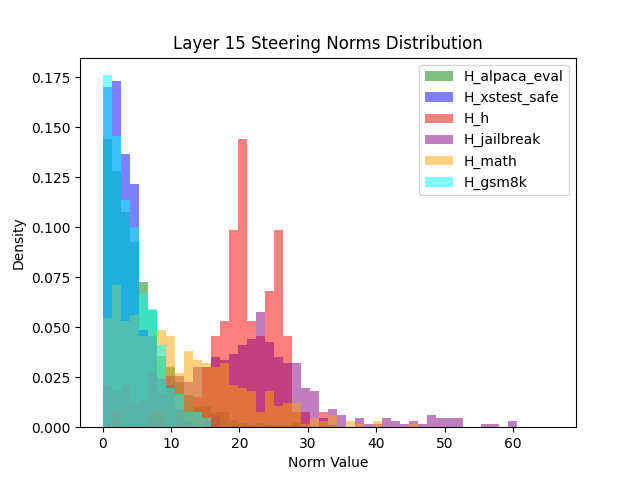 Layer 15 Steering Norms Distribution
0.175
0.150
0.125
0.100
0.075
0.050
0.025
0.000
Density
0 10 20 30 40 50 60
Norm Value
H_alpaca_eval
H_xstest_safe
H_h
H_jailbreak
H_math
H_gsm8k